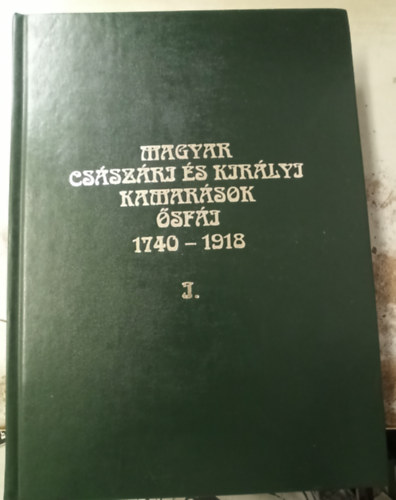 MAGYAR
CSÁSZÁRI ÉS KIRÁLYI
KAMARÁSOK
ŐSFÁI
1740 – 1918
I.